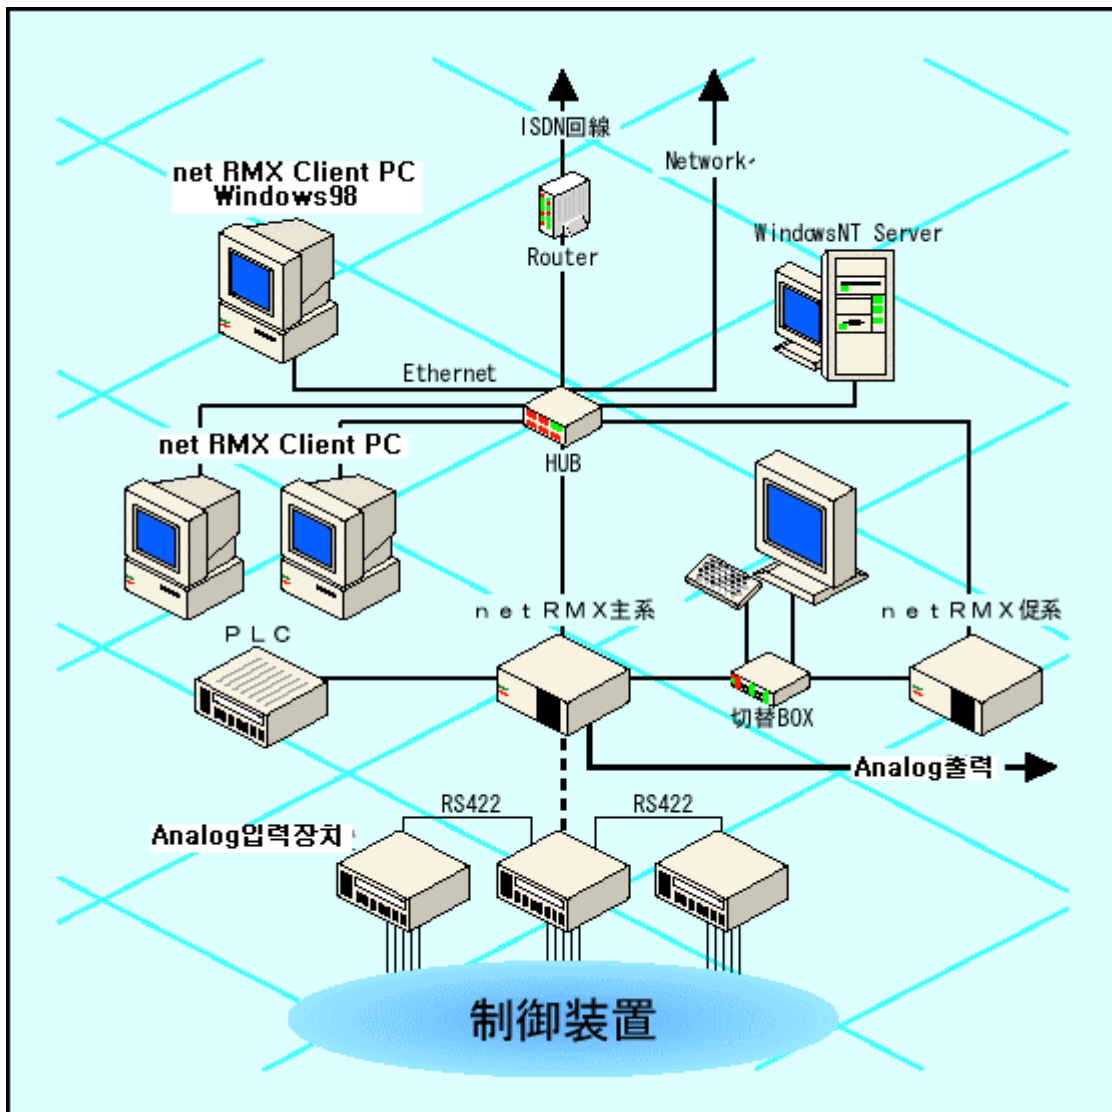 ISDN回線
Network
net RMX Client PC
Windows98
Router
WindowsNT Server
Ethernet
net RMX Client PC
HUB
ＰＬＣ
ｎｅｔＲＭＸ主系
ｎｅｔＲＭＸ促系
切替BOX
Analog출력
RS422
RS422
Analog입력장치
制御装置